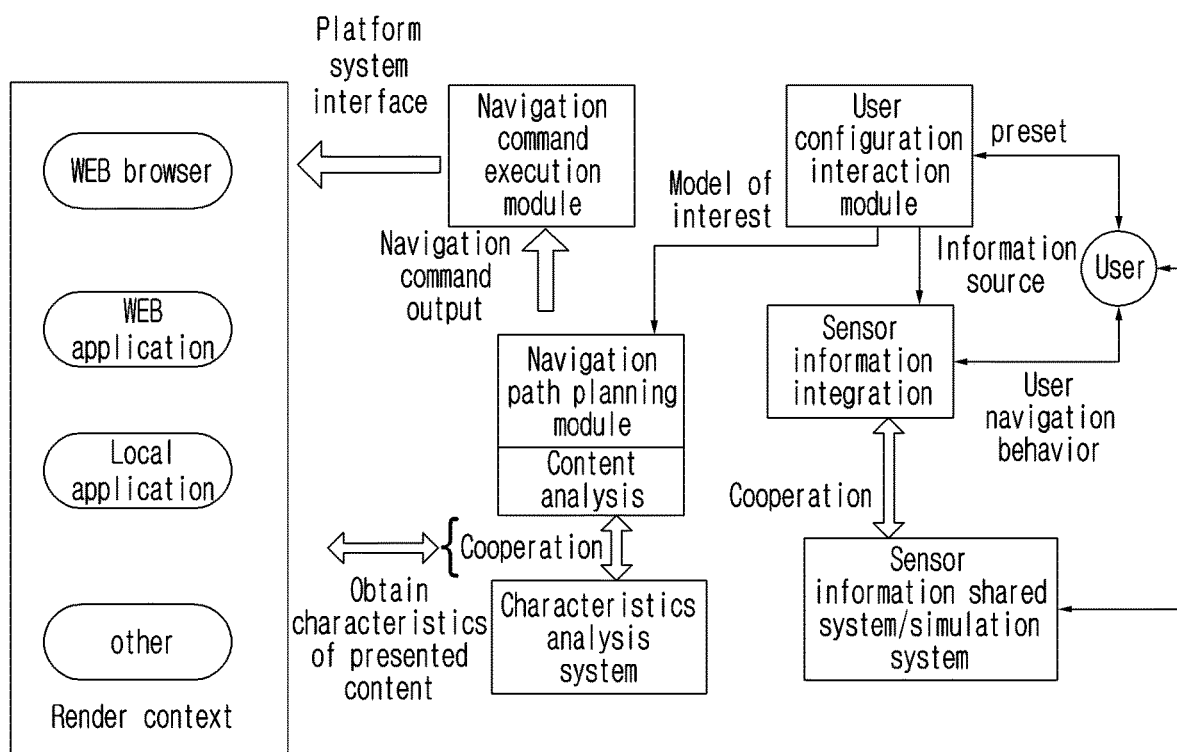 Platform
system
interface
WEB browser
WEB
application
Local
application
other
Render context
Navigation
command
execution
module
Navigation
command
output
Model of
interest
Navigation
path planning
module
Content
analysis
Cooperation
Obtain
characteristics
of presented
content
Characteristics
analysis
system
User
configuration
interaction
module
preset
Information
source
User
Sensor
information
integration
User
navigation
behavior
Cooperation
Sensor
information shared
system/simulation
system